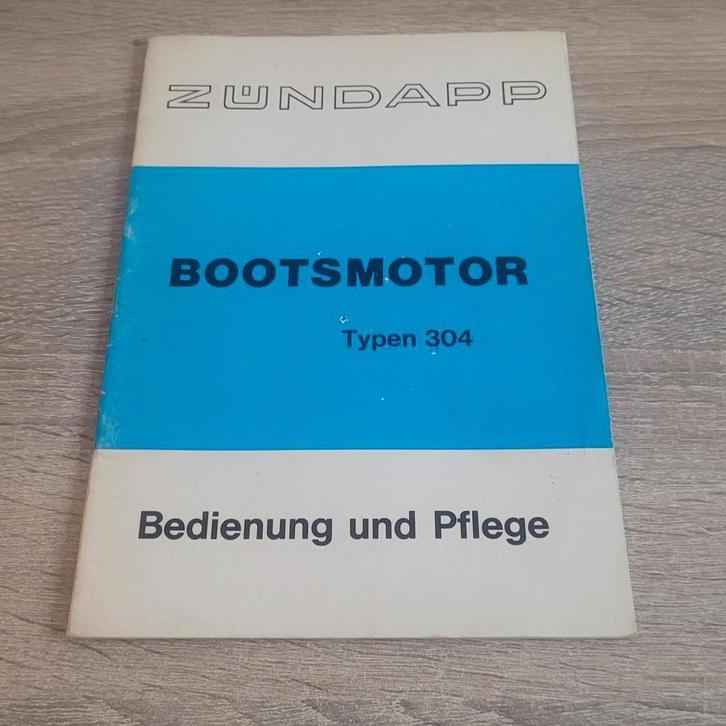 ZÜNDAPP
BOOTSMOTOR
Typen 304
Bedienung und Pflege